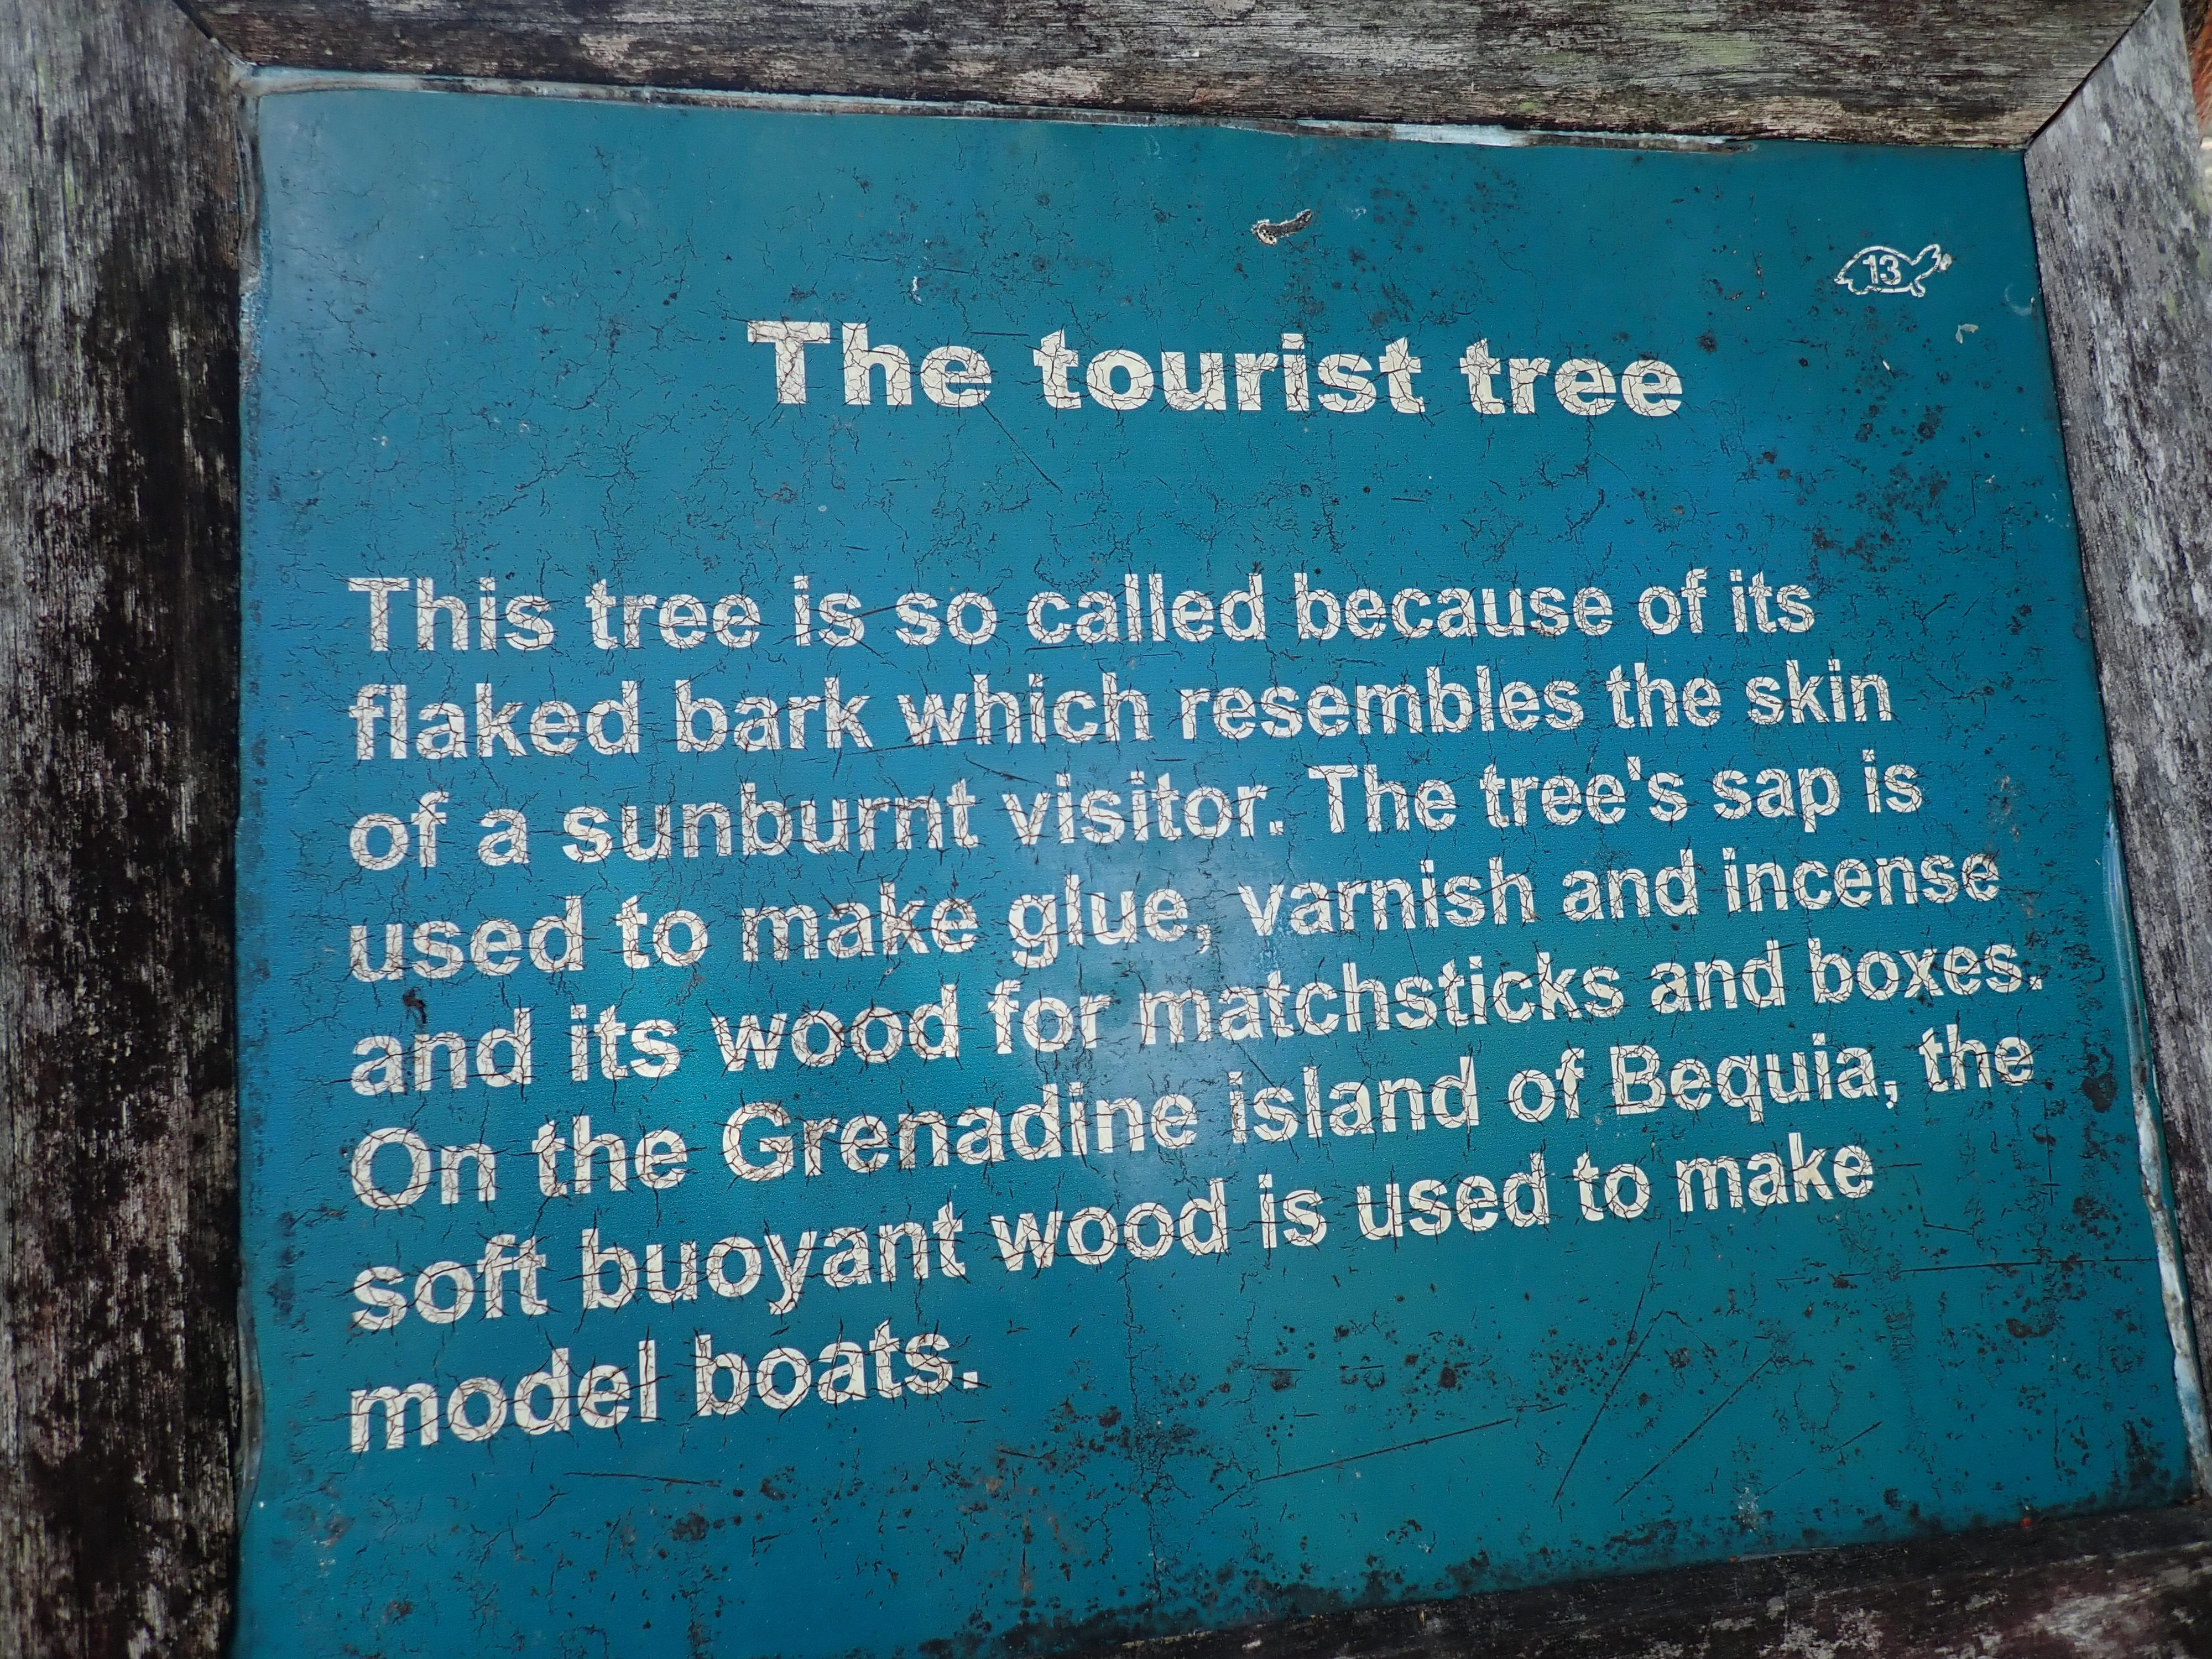 13
The tourist tree
This tree is so called because of its
flaked bark which resembles the skin
of a sunburnt visitor. The tree's sap is
used to make glue, varnish and incense
and its wood for matchsticks and boxes.
On the Grenadine island of Bequia, the
soft buoyant wood is used to make
model boats.